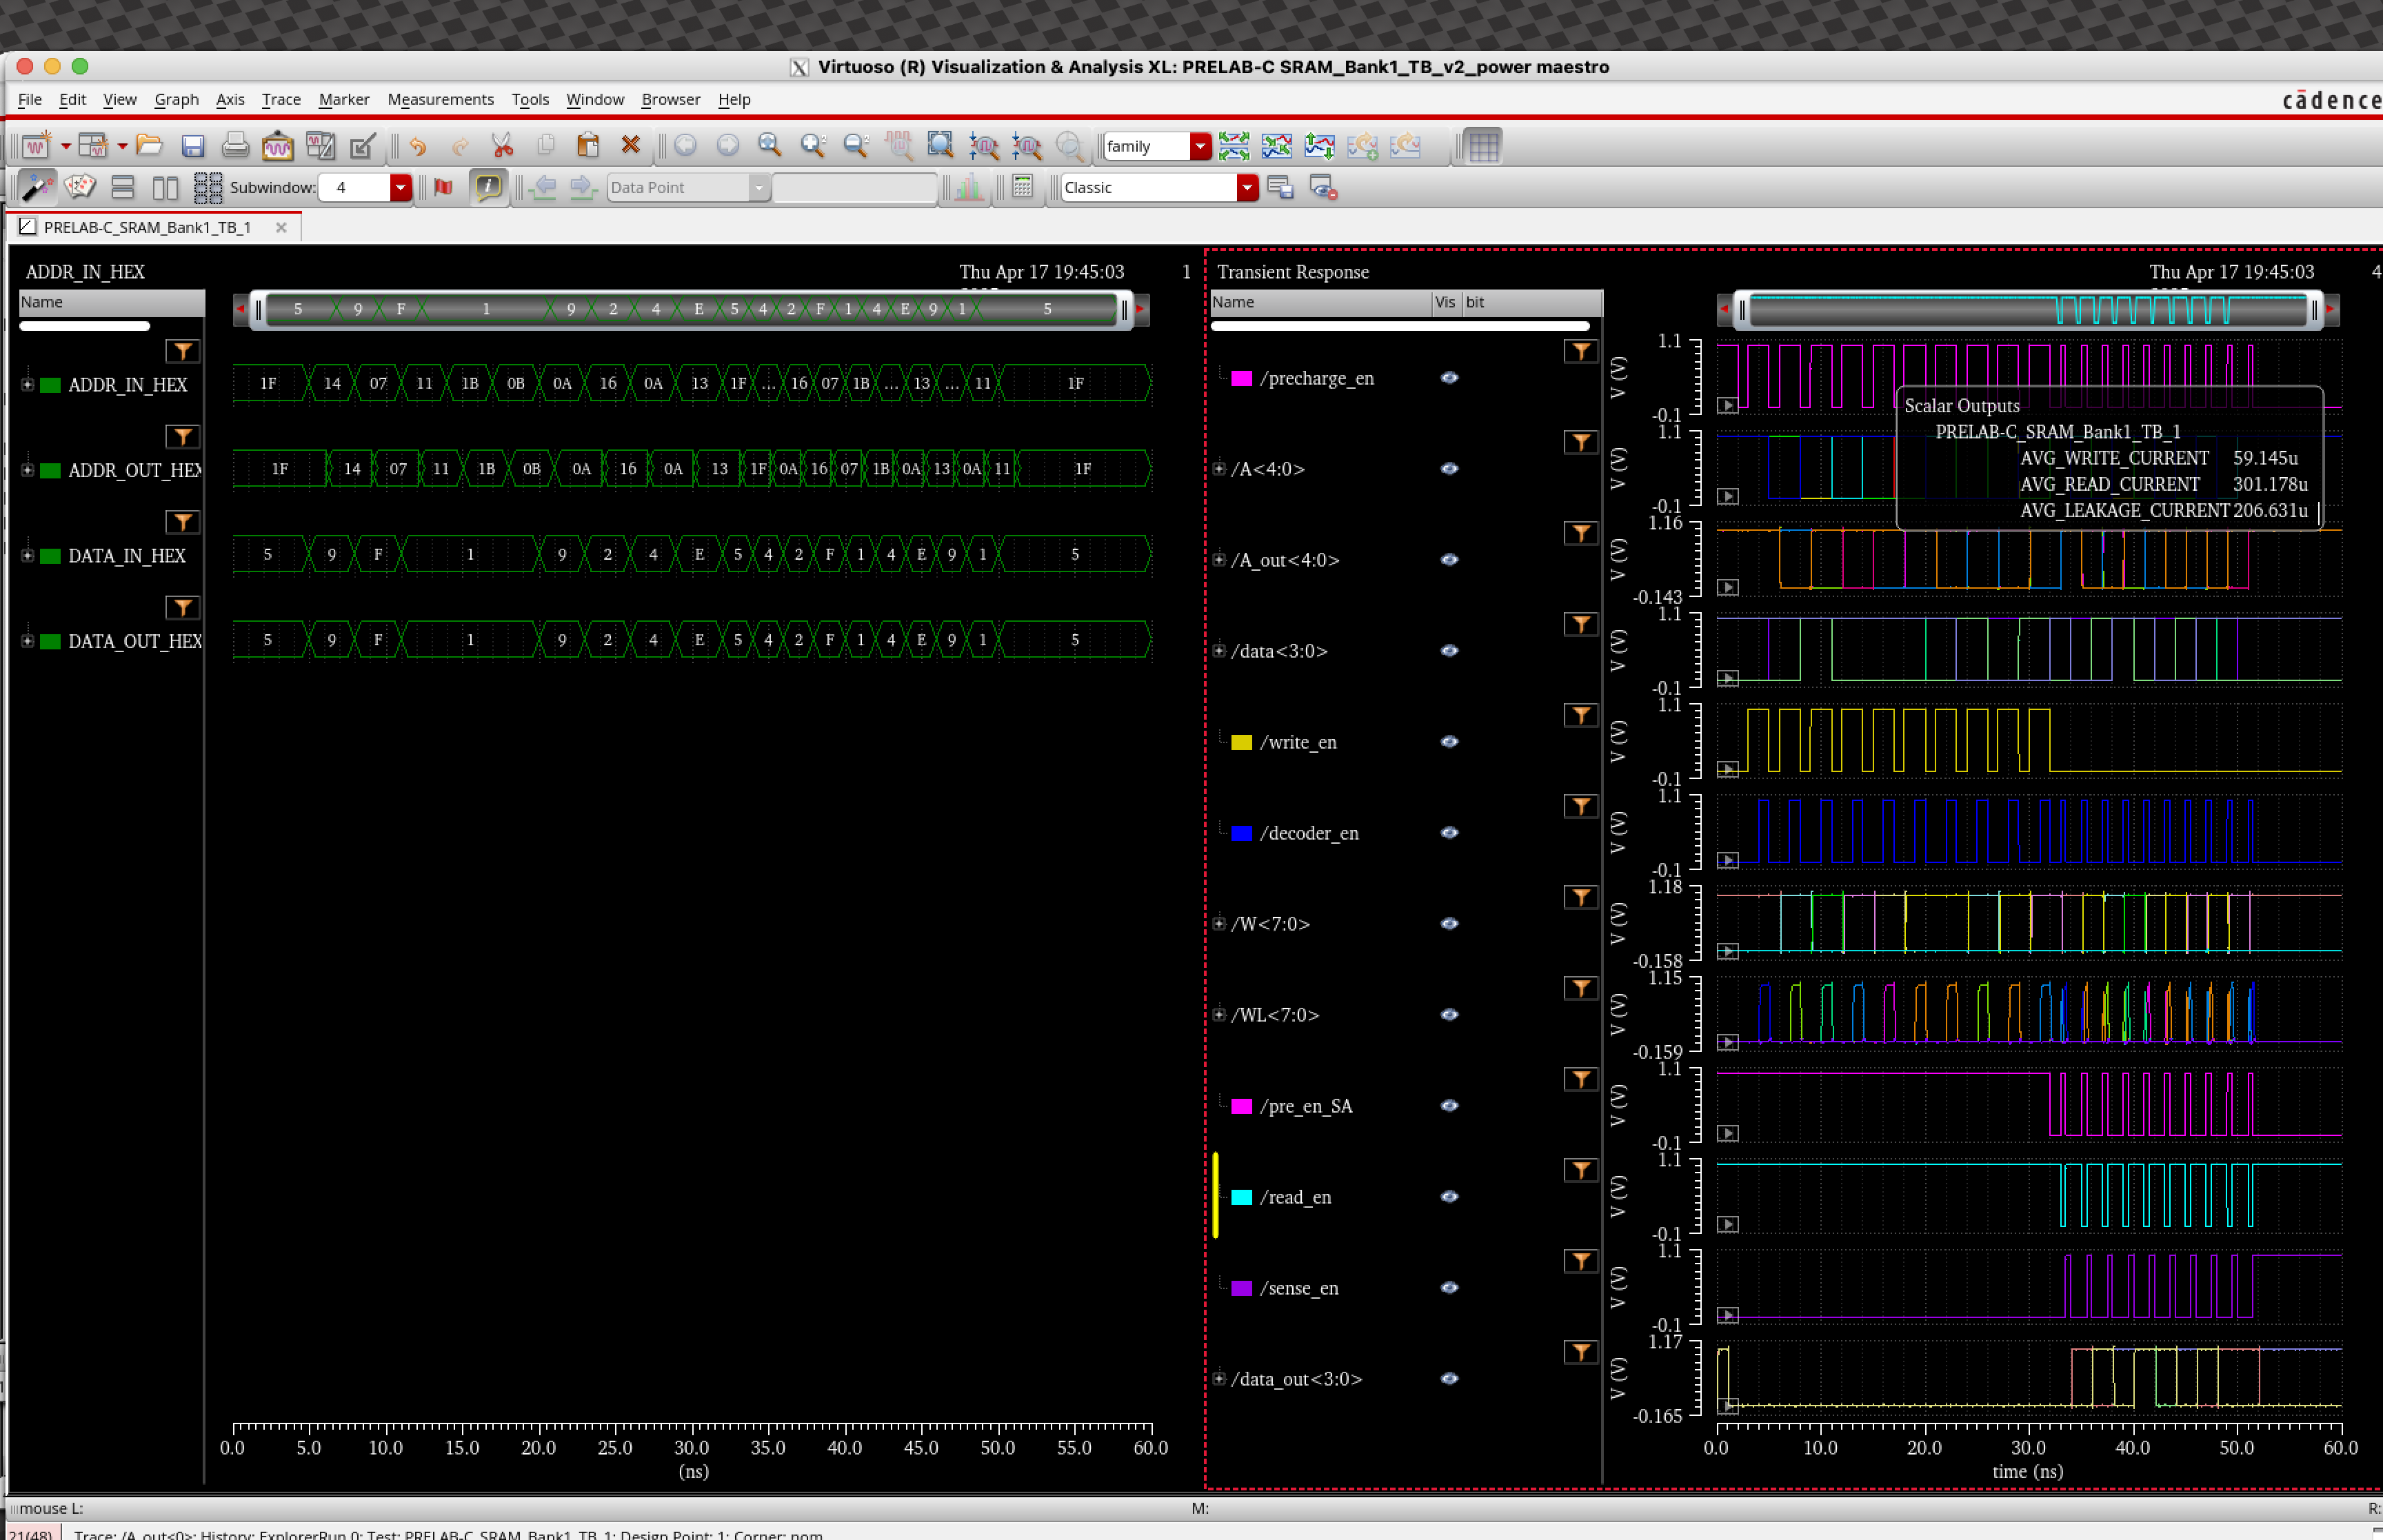 Virtuoso (R) Visualization & Analysis XL: PRELAB-C SRAM_Bank1_TB_v2_power maestro
File Edit View Graph Axis Trace Marker Measurements Tools Window Browser Help
cādence
family
Subwindow: 4
Data Point
Classic
PRELAB-C_SRAM_Bank1_TB_1
ADDR_IN_HEX
Thu Apr 17 19:45:03
1
Name
5 9 F 1 9 2 4 E 5 4 2 F 1 4 E 9 1 5
ADDR_IN_HEX
1F 14 07 11 1B 0B 0A 16 0A 13 1F ... 16 07 1B ... 13 ... 11 1F
ADDR_OUT_HEX
1F 14 07 11 1B 0B 0A 16 0A 13 1F 0A 16 07 1B 0A 13 0A 11 1F
DATA_IN_HEX
5 9 F 1 9 2 4 E 5 4 2 F 1 4 E 9 1 5
DATA_OUT_HEX
5 9 F 1 9 2 4 E 5 4 2 F 1 4 E 9 1 5
0.0 5.0 10.0 15.0 20.0 25.0 30.0 35.0 40.0 45.0 50.0 55.0 60.0
(ns)
Transient Response
Thu Apr 17 19:45:03
4
Name Vis bit
/precharge_en
V (V)
1.1
-0.1
Scalar Outputs
PRELAB-C_SRAM_Bank1_TB_1
AVG_WRITE_CURRENT 59.145u
AVG_READ_CURRENT 301.178u
AVG_LEAKAGE_CURRENT 206.631u
/A<4:0>
V (V)
1.1
-0.1
/A_out<4:0>
V (V)
1.16
-0.143
/data<3:0>
V (V)
1.1
-0.1
/write_en
V (V)
1.1
-0.1
/decoder_en
V (V)
1.1
-0.1
/W<7:0>
V (V)
1.18
-0.158
/WL<7:0>
V (V)
1.15
-0.159
/pre_en_SA
V (V)
1.1
-0.1
/read_en
V (V)
1.1
-0.1
/sense_en
V (V)
1.1
-0.1
/data_out<3:0>
V (V)
1.17
-0.165
0.0 10.0 20.0 30.0 40.0 50.0 60.0
time (ns)
mouse L:
M:
R:
21(48) Trace: /A_out<0>; History: ExplorerRun.0; Test: PRELAB-C_SRAM_Bank1_TB_1; Design Point: 1; Corner: nom